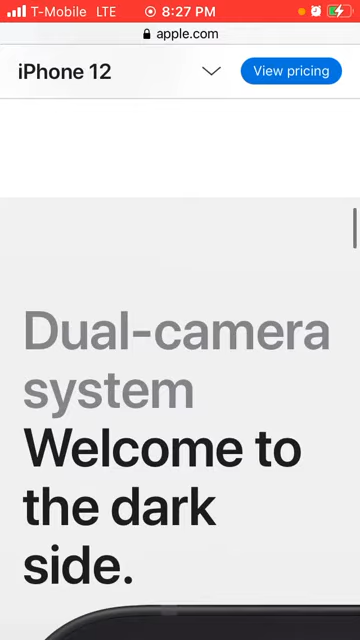 T-Mobile LTE 8:27 PM
apple.com
iPhone 12 View pricing
Dual-camera
system
Welcome to
the dark
side.